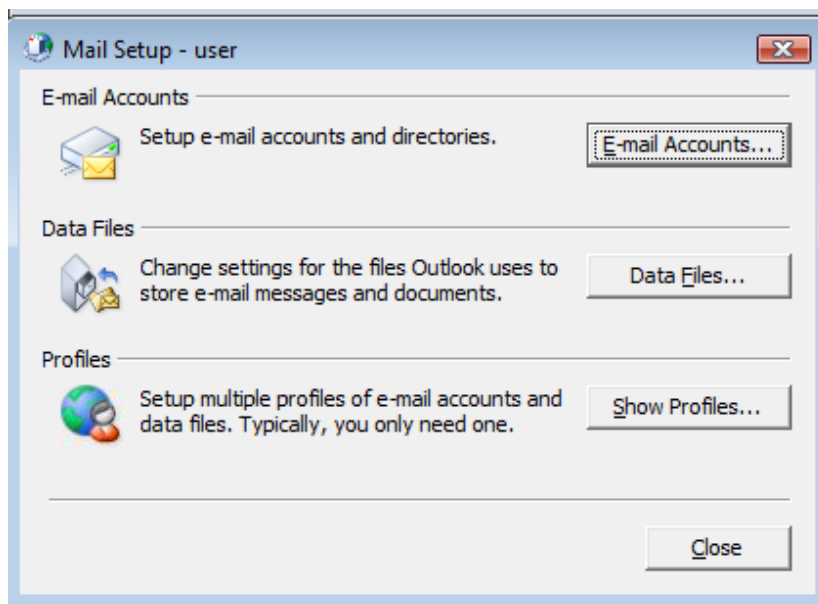 Mail Setup - user
E-mail Accounts
Setup e-mail accounts and directories.
E-mail Accounts...
Data Files
Change settings for the files Outlook uses to
store e-mail messages and documents.
Data Files...
Profiles
Setup multiple profiles of e-mail accounts and
data files. Typically, you only need one.
Show Profiles...
Close